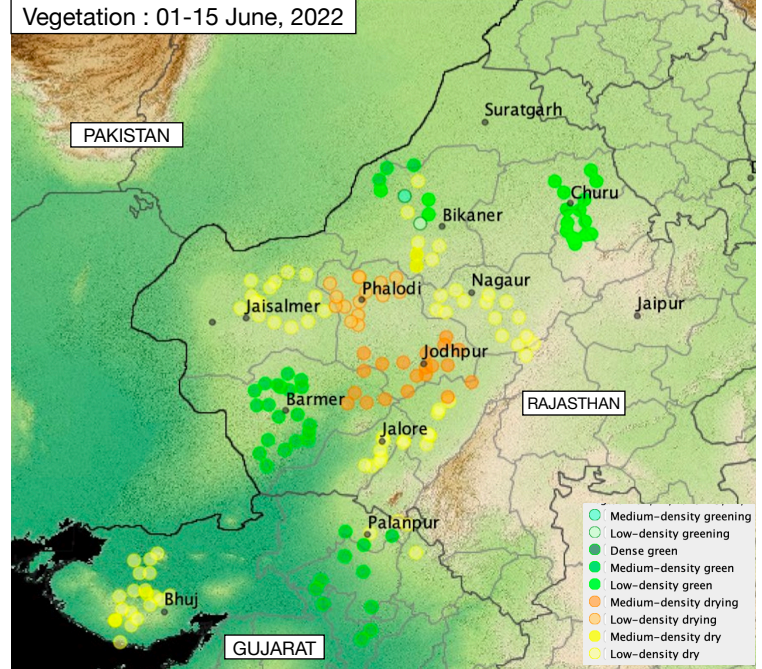 Vegetation : 01-15 June, 2022
Suratgarh
PAKISTAN
Churu
Bikaner
Nagaur
Phalodi
Jaisalmer
Jaipur
Jodhpur
Barmer
RAJASTHAN
Jalore
Palanpur
Bhuj
GUJARAT
Medium-density greening
Low-density greening
Dense green
Medium-density green
Low-density green
Medium-density drying
Low-density drying
Medium-density dry
Low-density dry